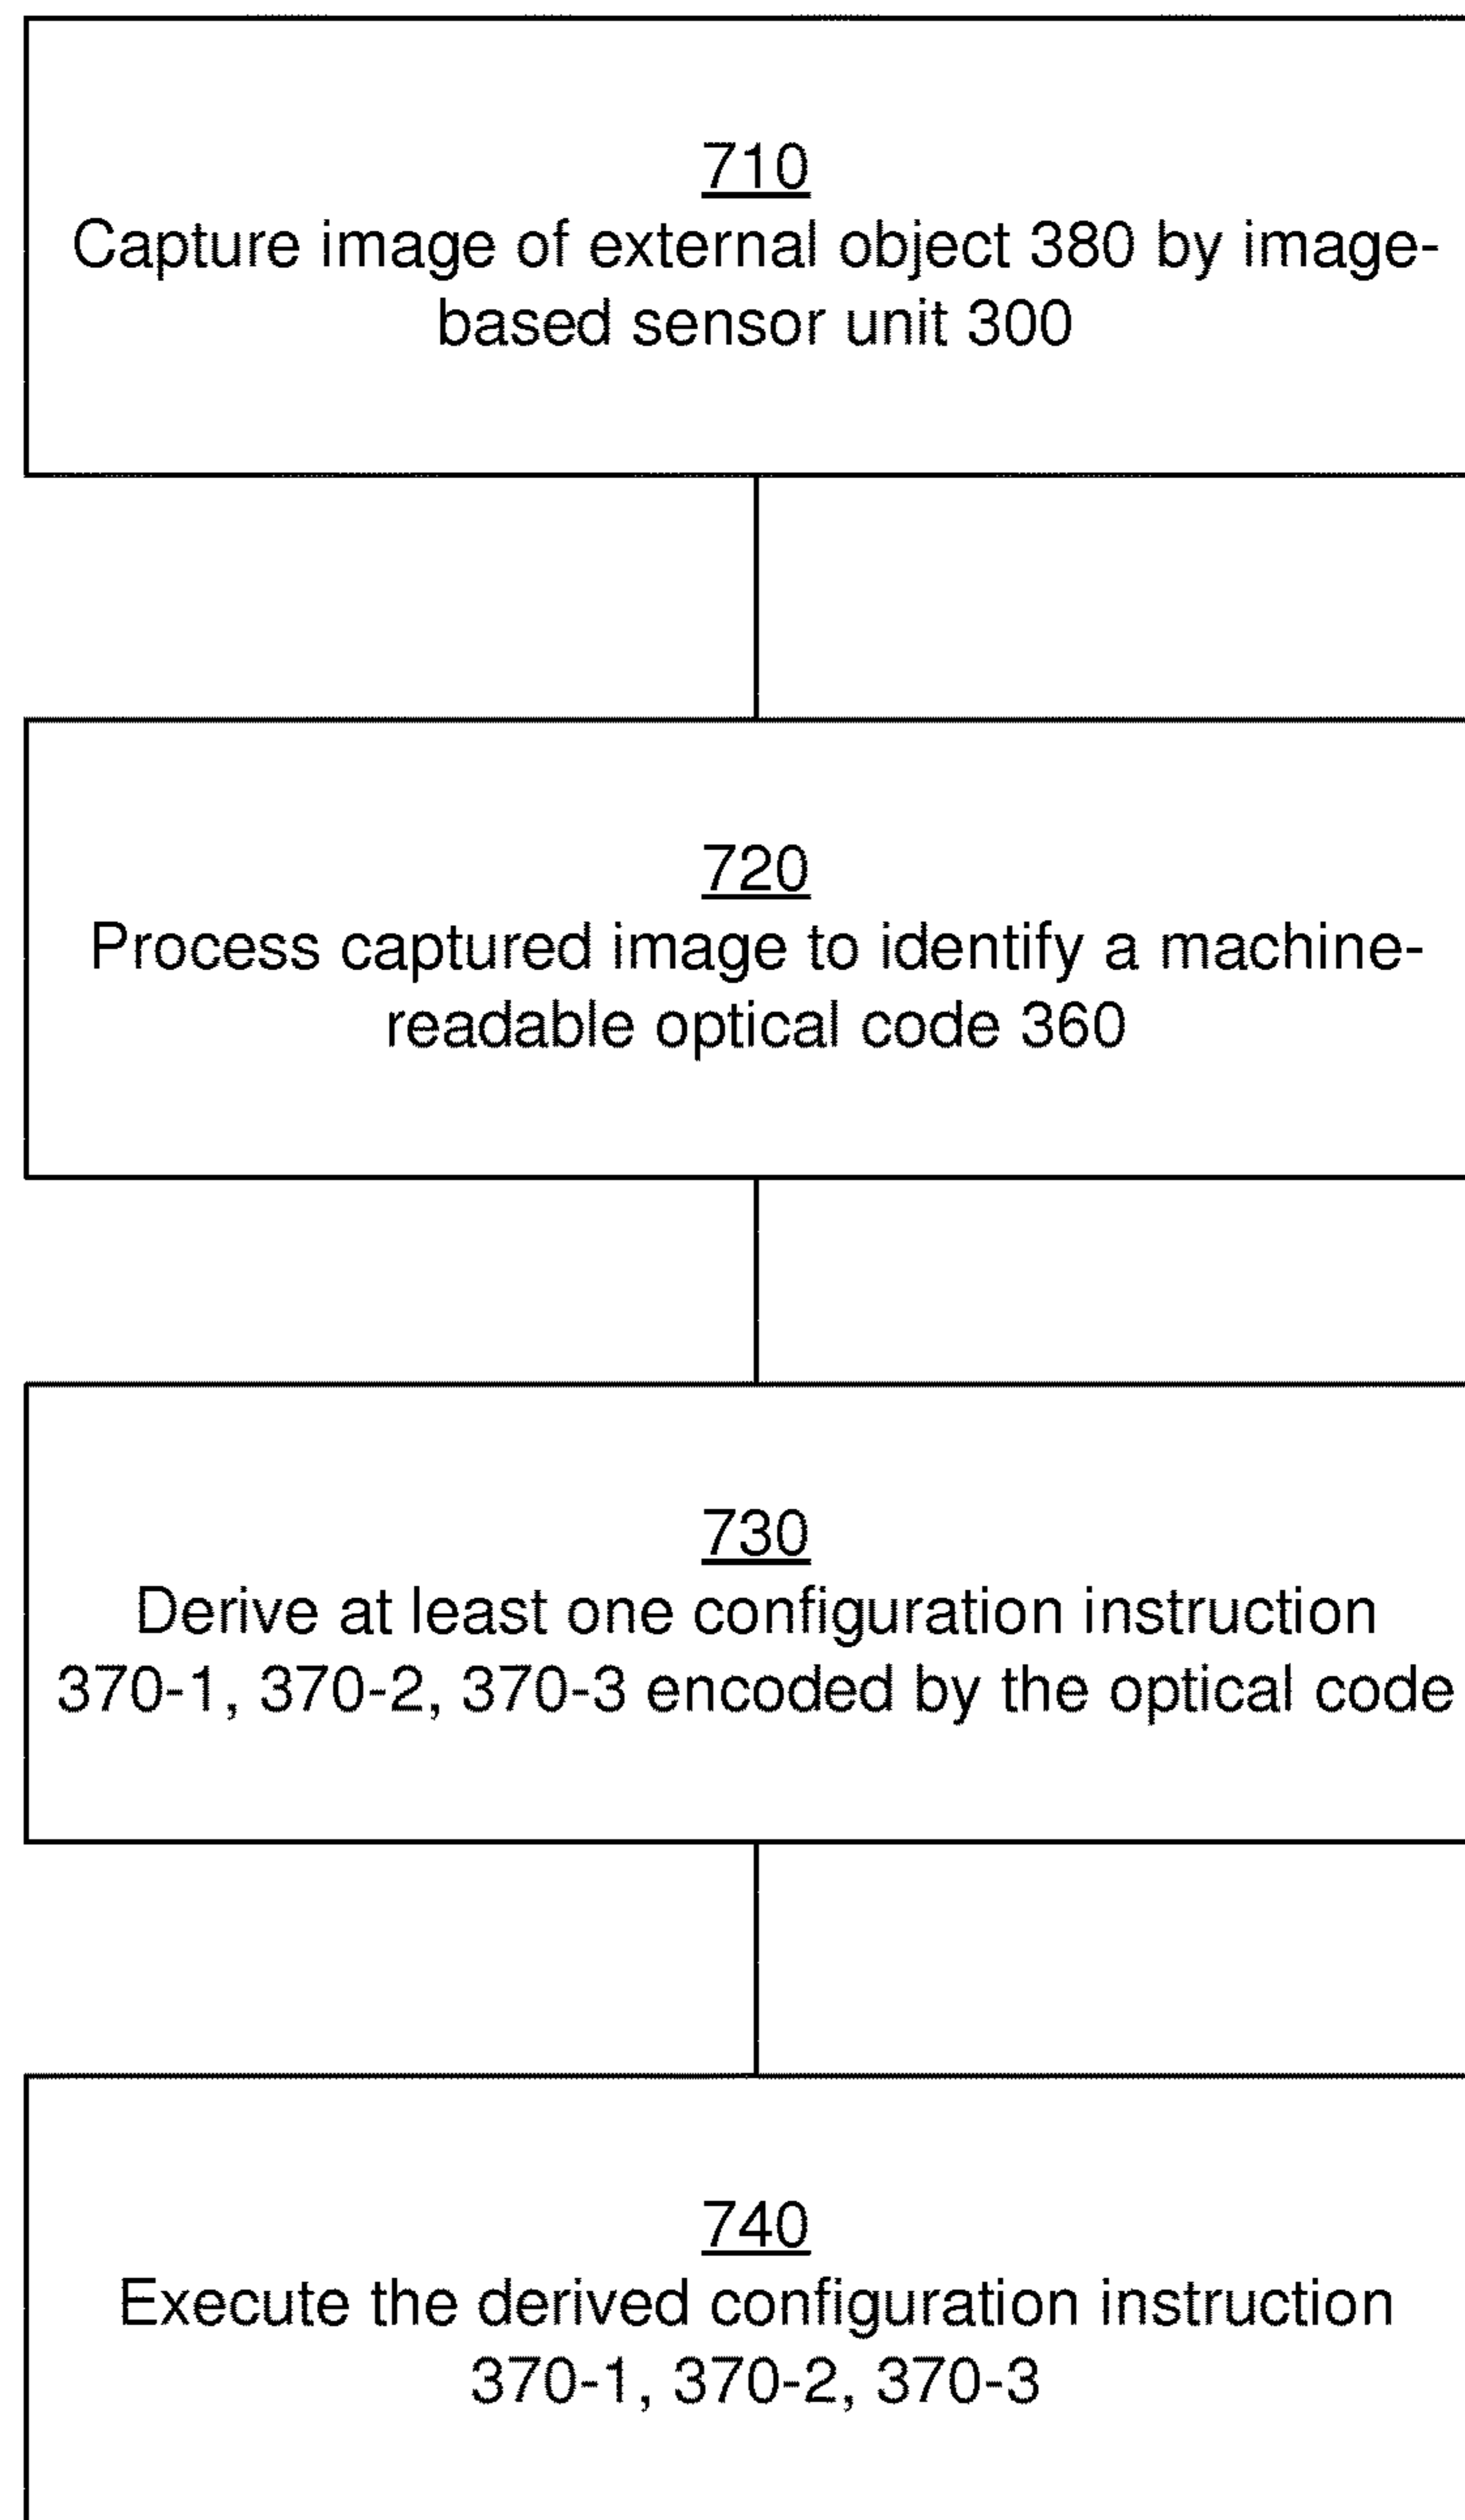 710
Capture image of external object 380 by image-
based sensor unit 300
720
Process captured image to identify a machine-
readable optical code 360
730
Derive at least one configuration instruction
370-1, 370-2, 370-3 encoded by the optical code
740
Execute the derived configuration instruction
370-1, 370-2, 370-3